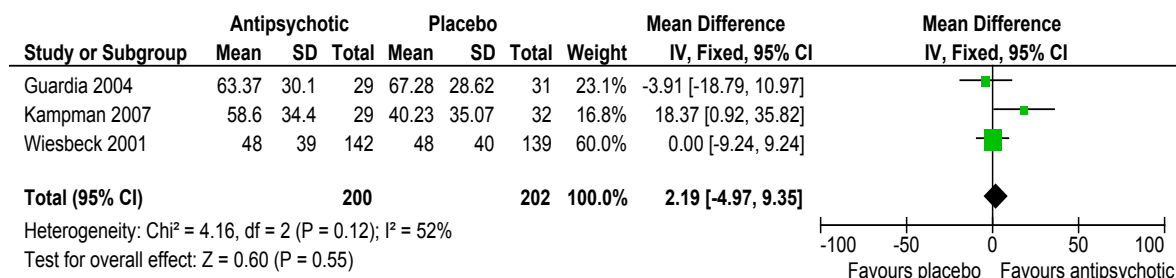 Antipsychotic Placebo Mean Difference Mean Difference
Study or Subgroup Mean SD Total Mean SD Total Weight IV, Fixed, 95% CI IV, Fixed, 95% CI
Guardia 2004 63.37 30.1 29 67.28 28.62 31 23.1% -3.91 [-18.79, 10.97]
Kampman 2007 58.6 34.4 29 40.23 35.07 32 16.8% 18.37 [0.92, 35.82]
Wiesbeck 2001 48 39 142 48 40 139 60.0% 0.00 [-9.24, 9.24]
Total (95% CI) 200 202 100.0% 2.19 [-4.97, 9.35]
Heterogeneity: Chi² = 4.16, df = 2 (P = 0.12); I² = 52%
Test for overall effect: Z = 0.60 (P = 0.55)
-100 -50 0 50 100
Favours placebo Favours antipsychotic